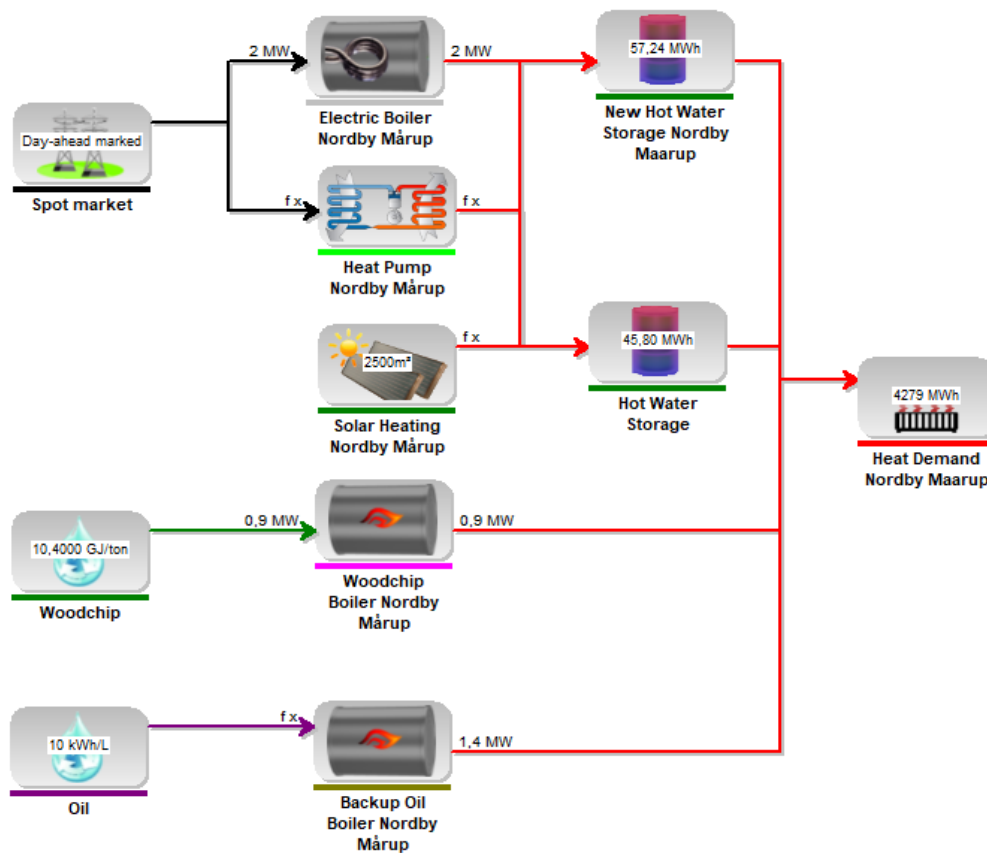 2 MW
2 MW
57,24 MWh
Electric Boiler
Nordby Mårup
New Hot Water
Storage Nordby
Maarup
Day-ahead marked
Spot market
f x
f x
Heat Pump
Nordby Mårup
f x
2500m²
45,80 MWh
Solar Heating
Nordby Mårup
Hot Water
Storage
4279 MWh
Heat Demand
Nordby Maarup
0,9 MW
0,9 MW
10,4000 GJ/ton
Woodchip
Woodchip
Boiler Nordby
Mårup
f x
1,4 MW
10 kWh/L
Oil
Backup Oil
Boiler Nordby
Mårup